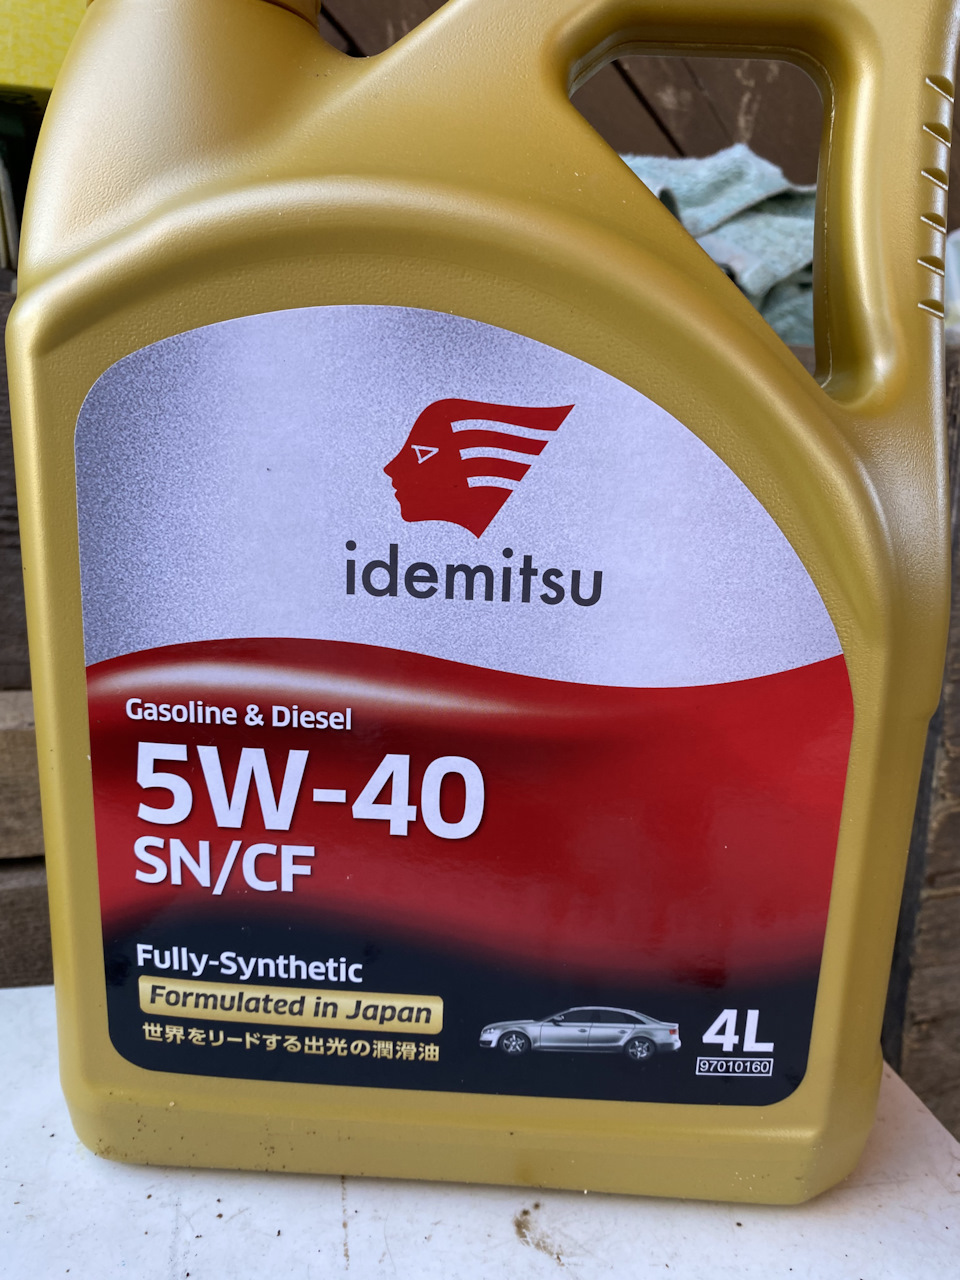 idemitsu
Gasoline & Diesel
5W-40
SN/CF
Fully-Synthetic
Formulated in Japan
世界をリードする出光の潤滑油
4L
97010160